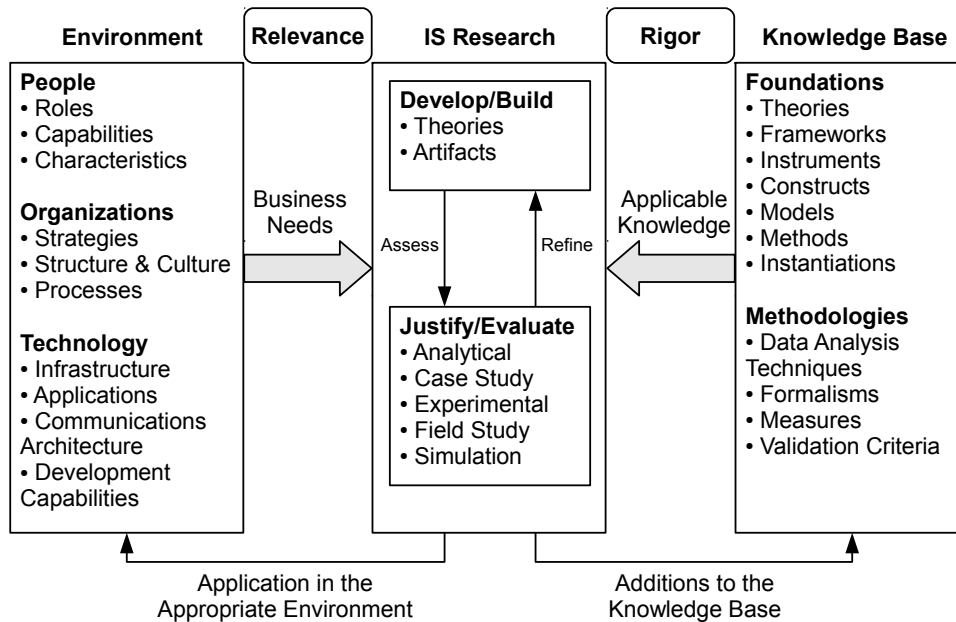 Environment
Relevance
IS Research
Rigor
Knowledge Base
People
• Roles
• Capabilities
• Characteristics
Organizations
• Strategies
• Structure & Culture
• Processes
Technology
• Infrastructure
• Applications
• Communications
Architecture
• Development
Capabilities
Business
Needs
Develop/Build
• Theories
• Artifacts
Assess
Refine
Justify/Evaluate
• Analytical
• Case Study
• Experimental
• Field Study
• Simulation
Applicable
Knowledge
Foundations
• Theories
• Frameworks
• Instruments
• Constructs
• Models
• Methods
• Instantiations
Methodologies
• Data Analysis
Techniques
• Formalisms
• Measures
• Validation Criteria
Application in the
Appropriate Environment
Additions to the
Knowledge Base